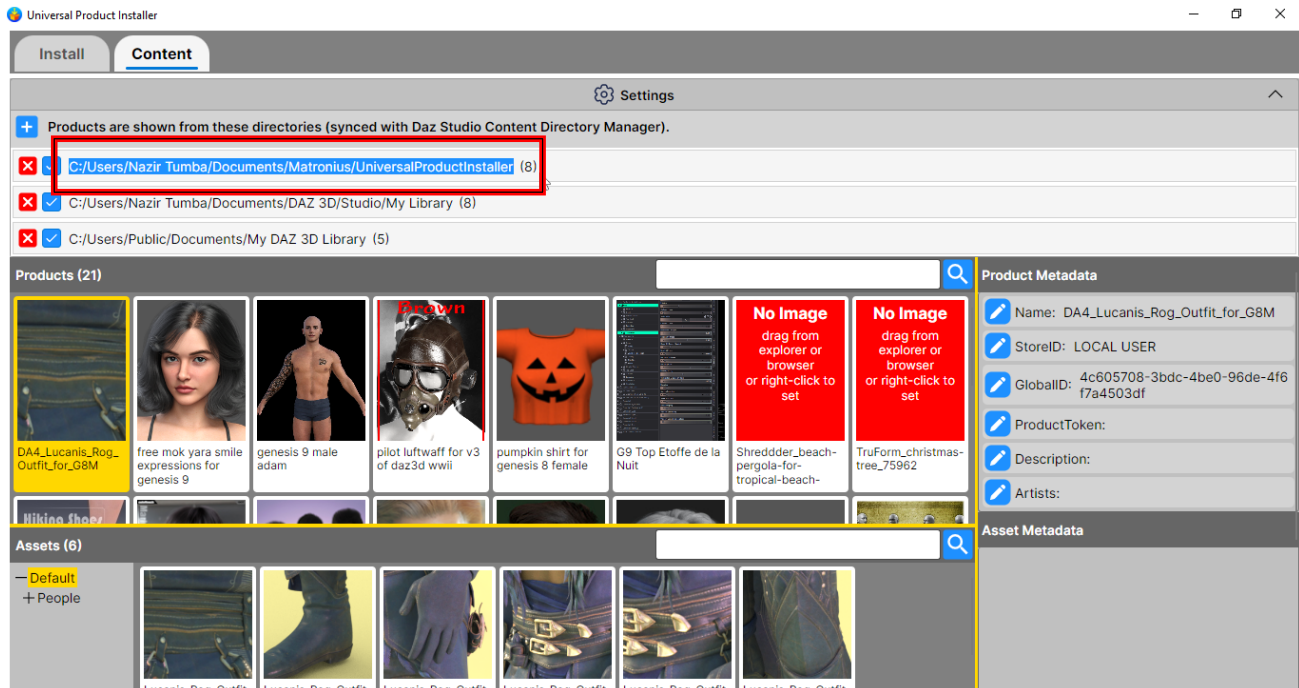 Universal Product Installer
Install
Content
Settings
Products are shown from these directories (synced with Daz Studio Content Directory Manager).
C:/Users/Nazir Tumba/Documents/Matronius/UniversalProductInstaller (8)
C:/Users/Nazir Tumba/Documents/DAZ 3D/Studio/My Library (8)
C:/Users/Public/Documents/My DAZ 3D Library (5)
Products (21)
Brown
No Image
drag from
explorer or
browser
or right-click to
set
No Image
drag from
explorer or
browser
or right-click to
set
DA4_Lucanis_Rog_
Outfit_for_G8M
free mok yara smile
expressions for
genesis 9
genesis 9 male
adam
pilot luftwaff for v3
of daz3d wwii
pumpkin shirt for
genesis 8 female
G9 Top Etoffe de la
Nuit
Shreddder_beach-
pergola-for-
tropical-beach-
TruForm_christmas-
tree_75962
Hiking Shoes
Product Metadata
Name: DA4_Lucanis_Rog_Outfit_for_G8M
StoreID: LOCAL USER
GlobalID: 4c605708-3bdc-4be0-96de-4f6
f7a4503df
ProductToken:
Description:
Artists:
Assets (6)
Default
People
Asset Metadata